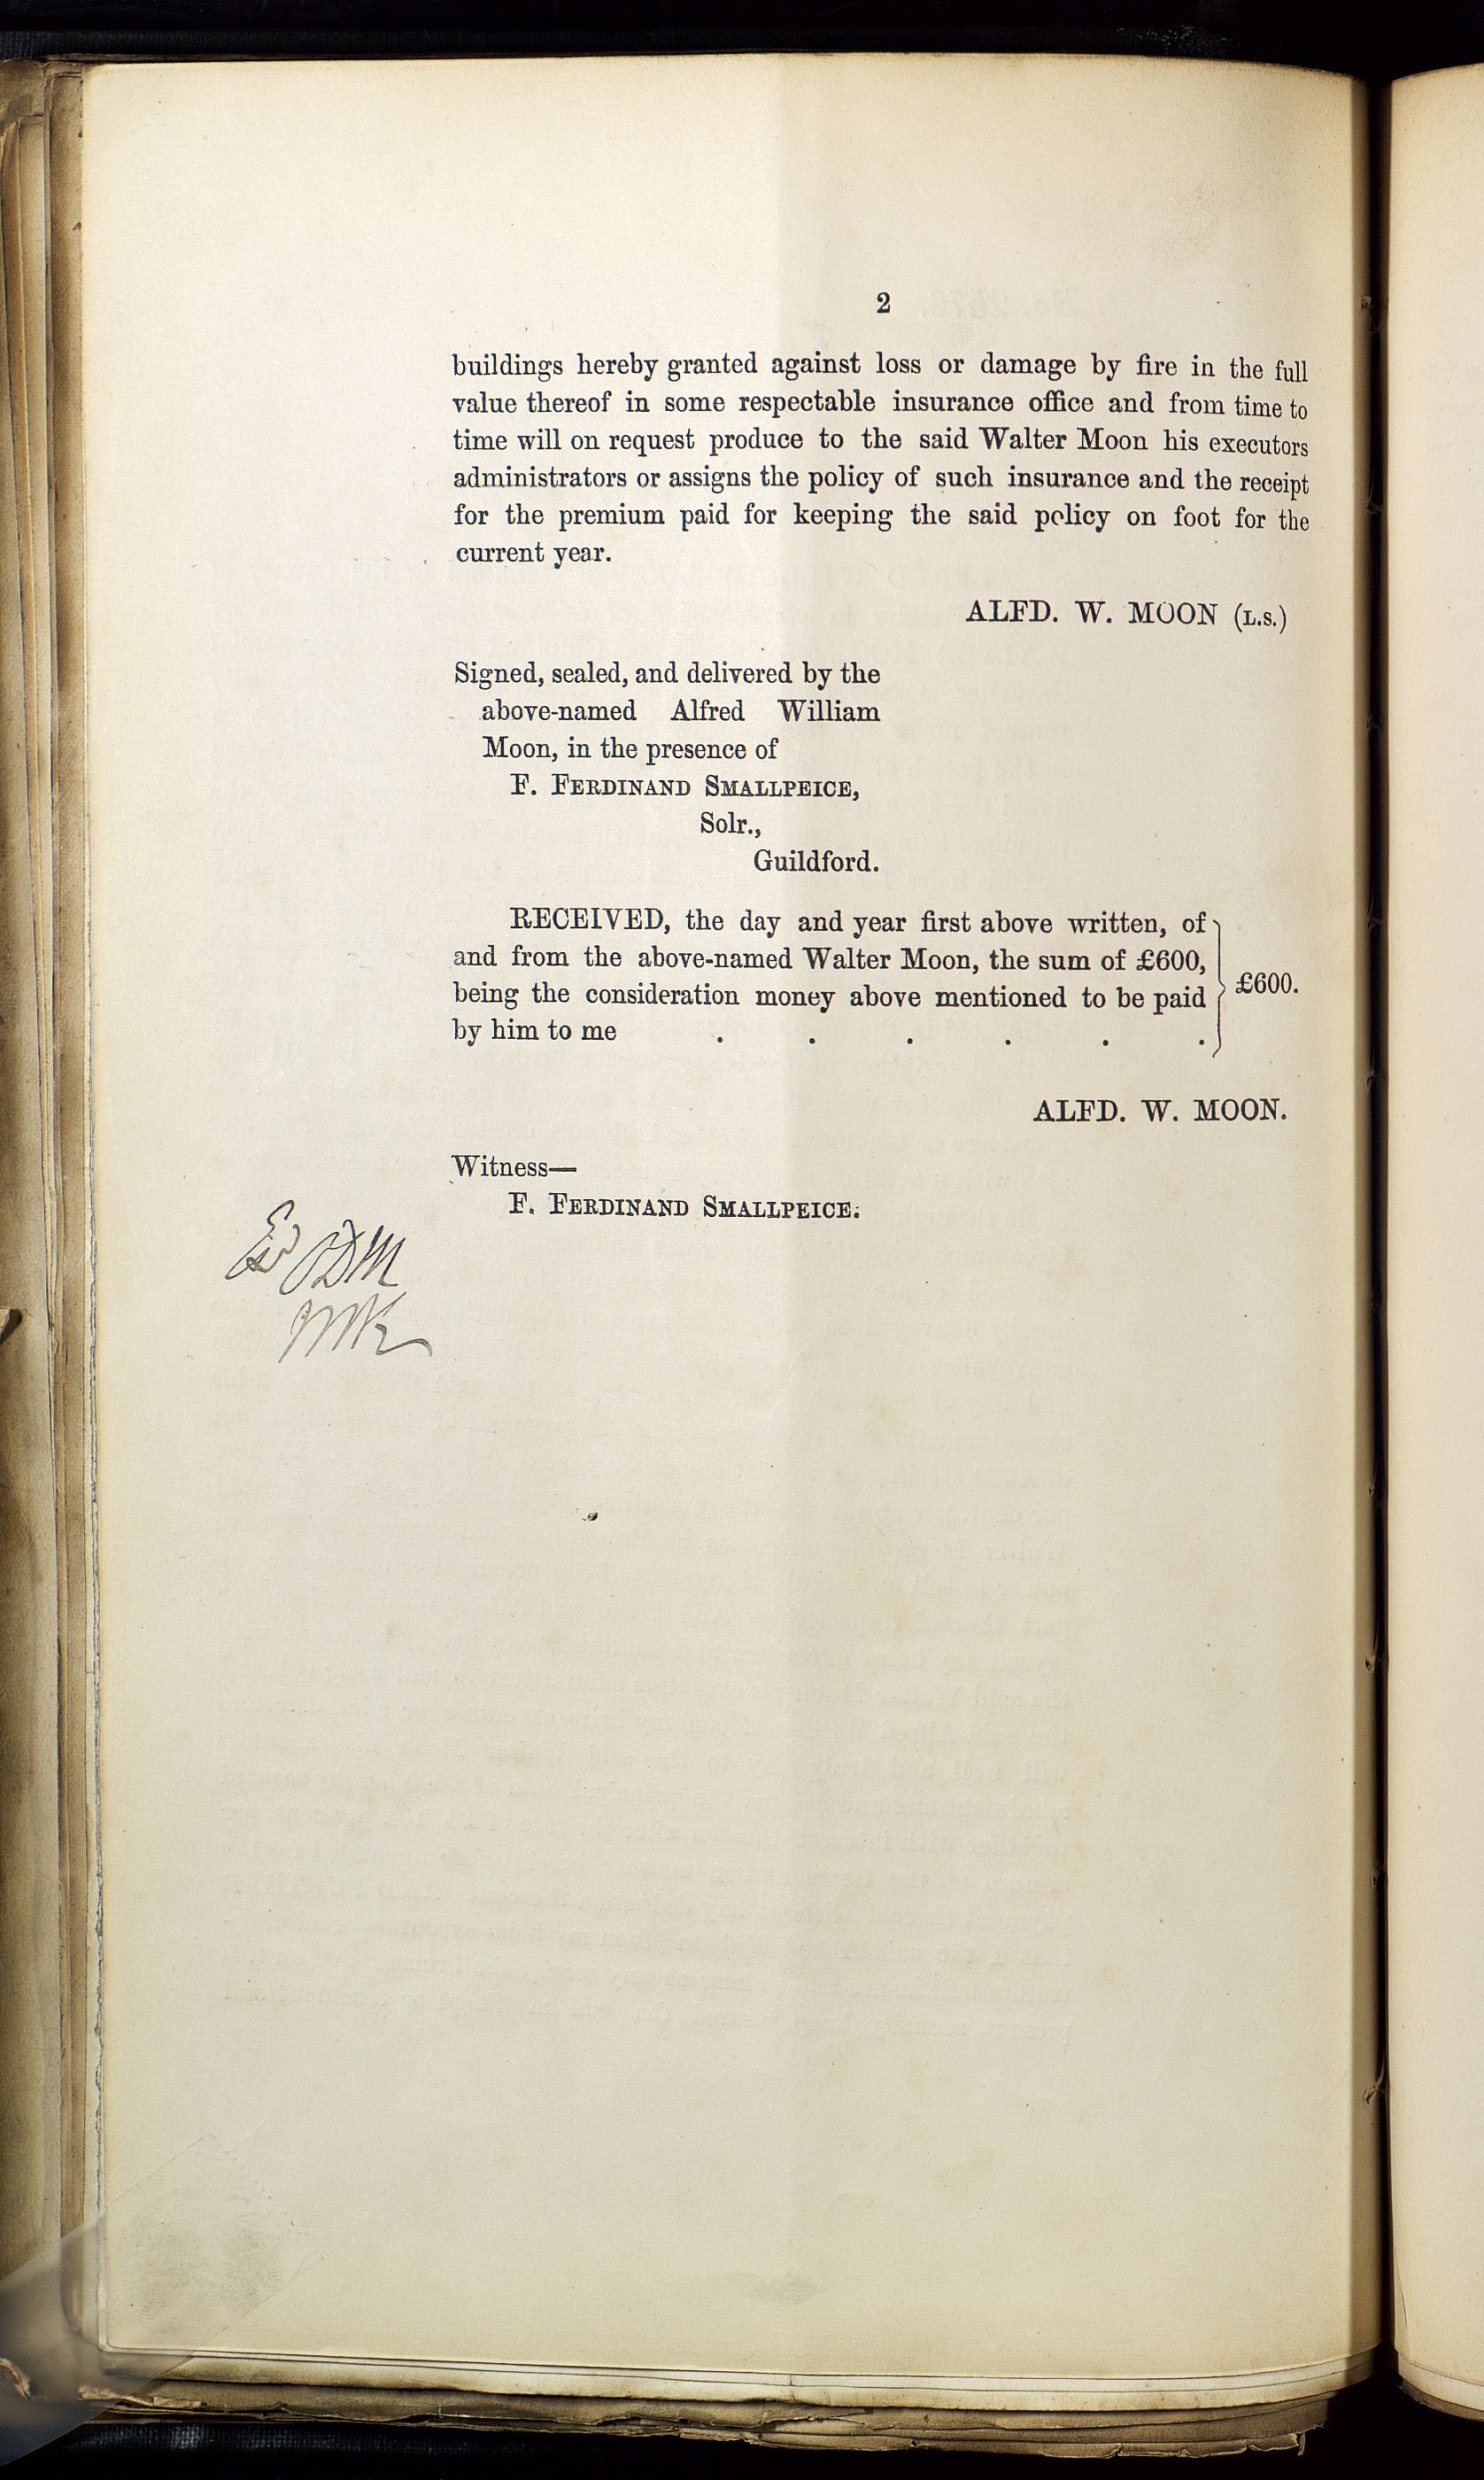 2
buildings hereby granted against loss or damage by fire in the full
value thereof in some respectable insurance office and from time to
time will on request produce to the said Walter Moon his executors
administrators or assigns the policy of such insurance and the receipt
for the premium paid for keeping the said policy on foot for the
current year.
ALFD. W. MOON (L.S.)
Signed, sealed, and delivered by the
above-named Alfred William
Moon, in the presence of
F. FERDINAND SMALLPEICE,
Solr.,
Guildford.
RECEIVED, the day and year first above written, of
and from the above-named Walter Moon, the sum of £600,
being the consideration money above mentioned to be paid
by him to me . . . . . .
£600.
ALFD. W. MOON.
Witness—
F. FERDINAND SMALLPEICE.